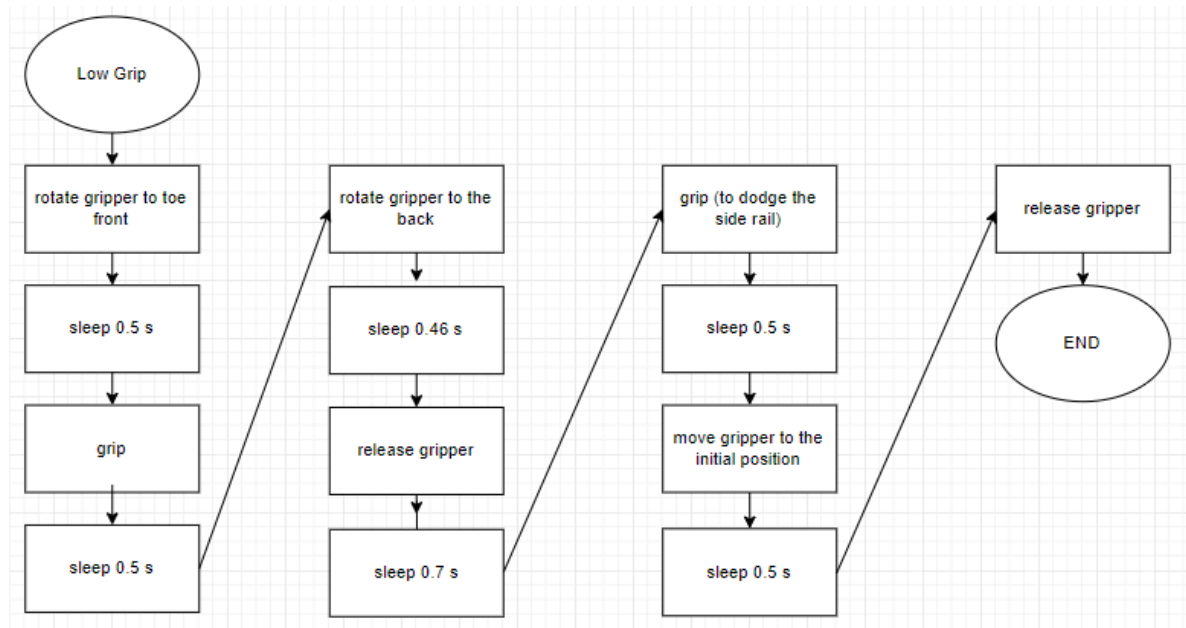 Low Grip
rotate gripper to toe
front
sleep 0.5 s
grip
sleep 0.5 s
rotate gripper to the
back
sleep 0.46 s
release gripper
sleep 0.7 s
grip (to dodge the
side rail)
sleep 0.5 s
move gripper to the
initial position
sleep 0.5 s
release gripper
END